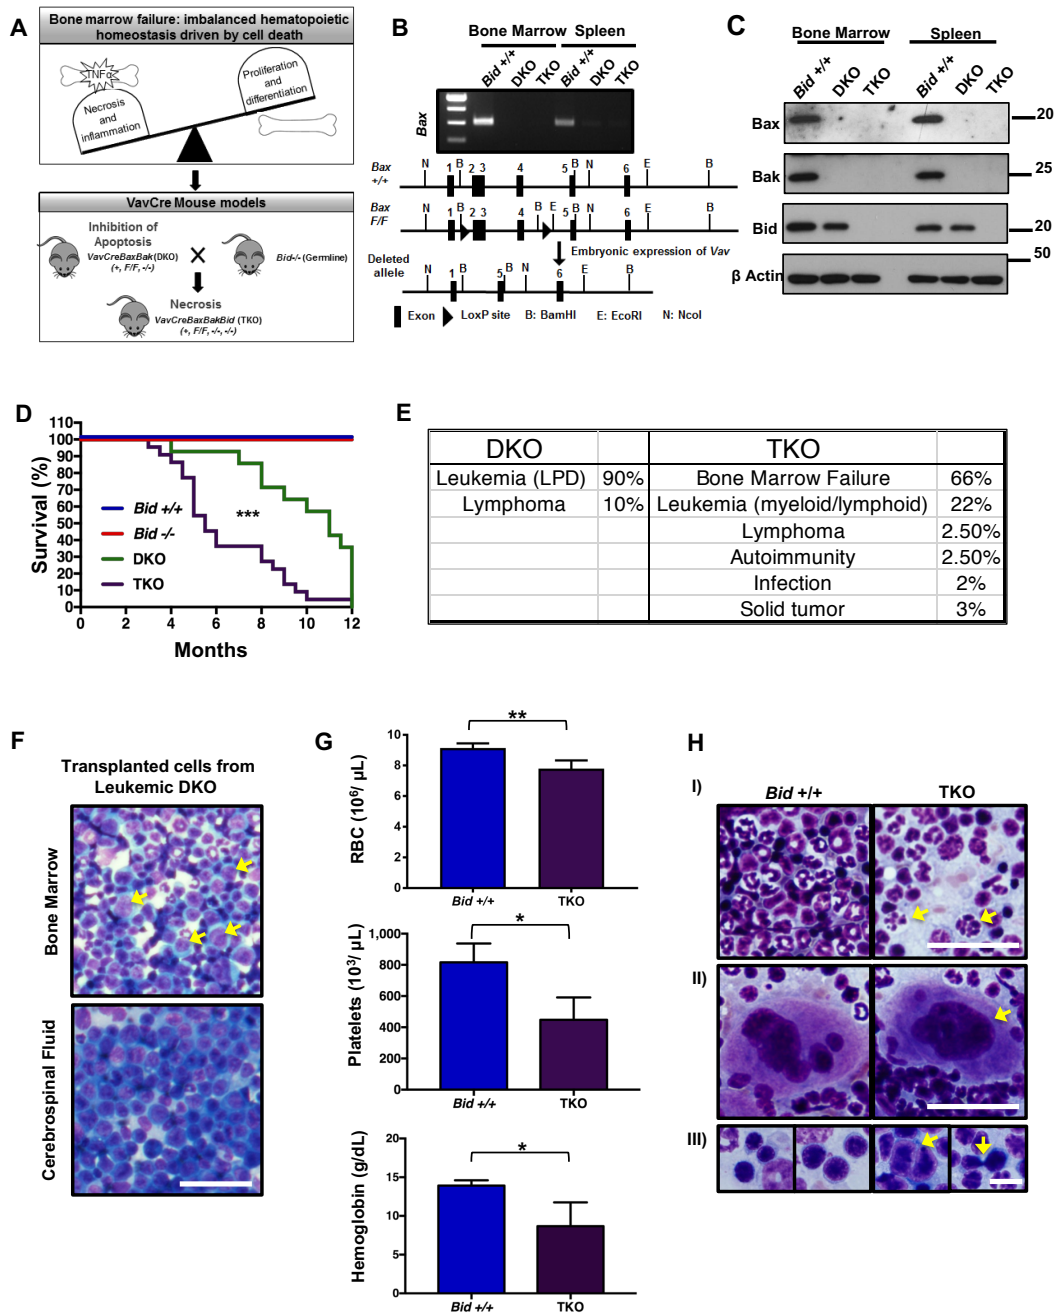 A
Bone marrow failure: imbalanced hematopoietic
homeostasis driven by cell death
TNFα
Necrosis
and
inflammation
Proliferation
and
differentiation
VavCre Mouse models
Inhibition of
Apoptosis
VavCreBaxBak (DKO)
(+, F/F, -/-)
X
Bid-/- (Germline)
Necrosis
VavCreBaxBakBid (TKO)
(+, F/F, -/-, -/-)
B
Bone Marrow Spleen
Bid +/+ DKO TKO Bid +/+ DKO TKO
Bax
Bax
+/+
N 1 B 2 3 4 5 B N 6 E B
Bax
F/F
N 1 B 2 3 4 B E 5 B N 6 E B
Embryonic expression of Vav
Deleted
allele
N 1 B 5 B N 6 E B
Exon LoxP site B: BamHI E: EcoRI N: NcoI
C
Bone Marrow Spleen
Bid +/+ DKO TKO Bid +/+ DKO TKO
Bax 20
Bak 25
Bid 20
50
β Actin
D
Survival (%)
110
100
90
80
70
60
50
40
30
20
10
0
***
Bid +/+
Bid -/-
DKO
TKO
0 2 4 6 8 10 12
Months
E
DKO TKO
Leukemia (LPD) 90% Bone Marrow Failure 66%
Lymphoma 10% Leukemia (myeloid/lymphoid) 22%
Lymphoma 2.50%
Autoimmunity 2.50%
Infection 2%
Solid tumor 3%
F
Transplanted cells from
Leukemic DKO
Bone Marrow
Cerebrospinal Fluid
G
**
RBC (10⁶/ µL)
10
8
6
4
2
0
Bid +/+ TKO
*
Platelets (10³/ µL)
1,000
800
600
400
200
0
Bid +/+ TKO
*
Hemoglobin (g/dL)
20
15
10
5
0
Bid +/+ TKO
H
I)
Bid +/+ TKO
II)
III)